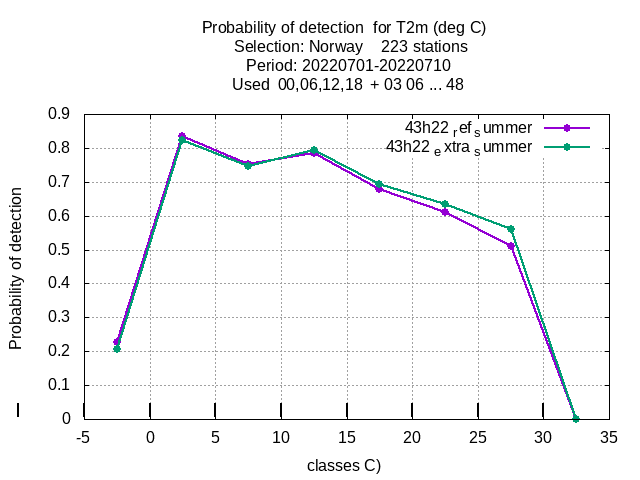 Probability of detection  for T2m (deg C)
Selection: Norway    223 stations
Period: 20220701-20220710
Used  00,06,12,18  + 03 06 ... 48
43h22 ref summer
43h22 extra summer
0.9
0.8
0.7
0.6
0.5
0.4
0.3
0.2
0.1
0
Probability of detection
-5 0 5 10 15 20 25 30 35
classes C)